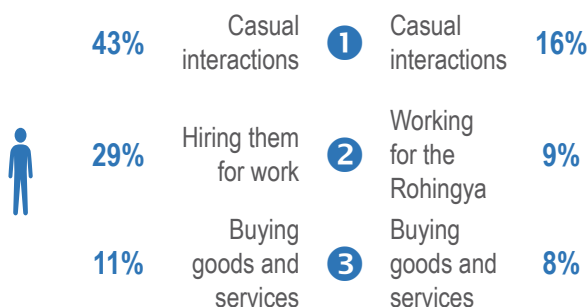 43% Casual interactions 1 Casual interactions 16%
29% Hiring them for work 2 Working for the Rohingya 9%
11% Buying goods and services 3 Buying goods and services 8%